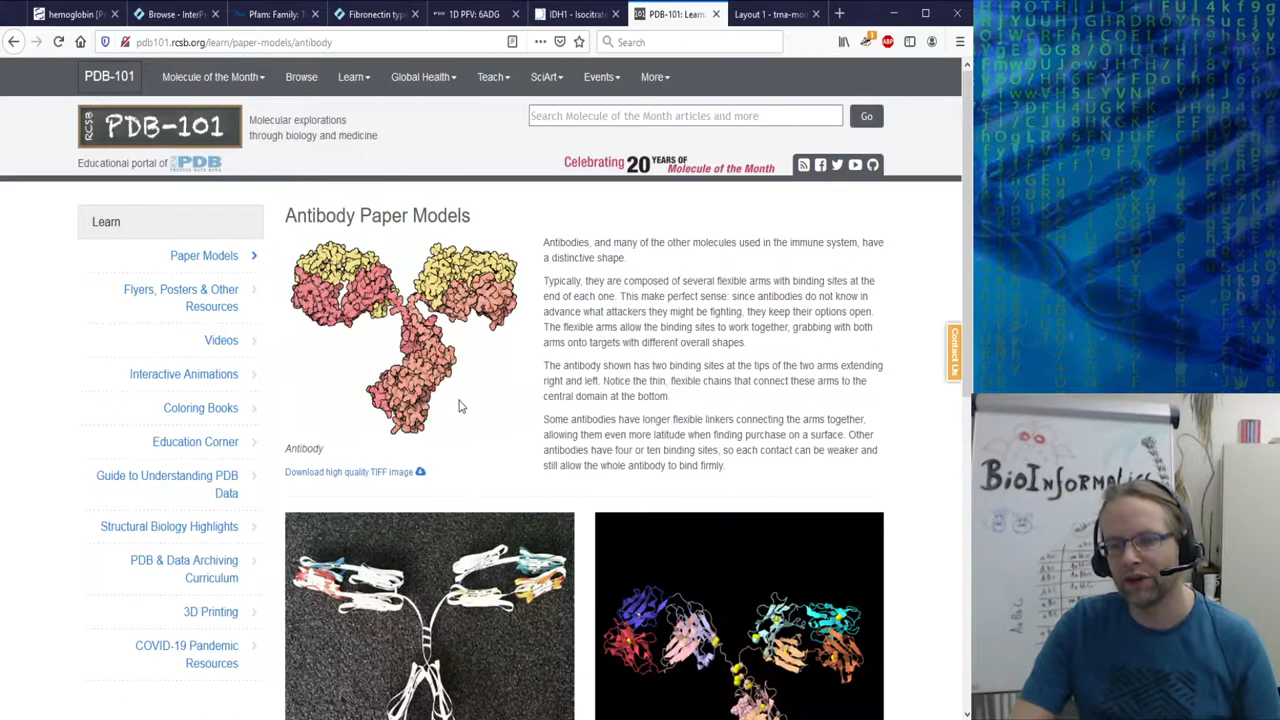 hemoglobin [P
Browse - InterP
Pfam: Family: T
Fibronectin type
1D PFV: 6ADG
IDH1 - Isocitrate
PDB-101: Learn
Layout 1 - trna-mod
pdb101.rcsb.org/learn/paper-models/antibody
Search
PDB-101
Molecule of the Month
Browse
Learn
Global Health
Teach
SciArt
Events
More
RCSB PDB-101
Molecular explorations
through biology and medicine
Search Molecule of the Month articles and more
Go
Educational portal of PDB
Celebrating 20 YEARS OF Molecule of the Month
Learn
Paper Models
Flyers, Posters & Other
Resources
Videos
Interactive Animations
Coloring Books
Education Corner
Guide to Understanding PDB
Data
Structural Biology Highlights
PDB & Data Archiving
Curriculum
3D Printing
COVID-19 Pandemic
Resources
Antibody Paper Models
Antibody
Download high quality TIFF image
Antibodies, and many of the other molecules used in the immune system, have
a distinctive shape.
Typically, they are composed of several flexible arms with binding sites at the
end of each one. This make perfect sense: since antibodies do not know in
advance what attackers they might be fighting, they keep their options open.
The flexible arms allow the binding sites to work together, grabbing with both
arms onto targets with different overall shapes.
The antibody shown has two binding sites at the tips of the two arms extending
right and left. Notice the thin, flexible chains that connect these arms to the
central domain at the bottom.
Some antibodies have longer flexible linkers connecting the arms together,
allowing them even more latitude when finding purchase on a surface. Other
antibodies have four or ten binding sites, so each contact can be weaker and
still allow the whole antibody to bind firmly.
Contact Us
BioInformatics